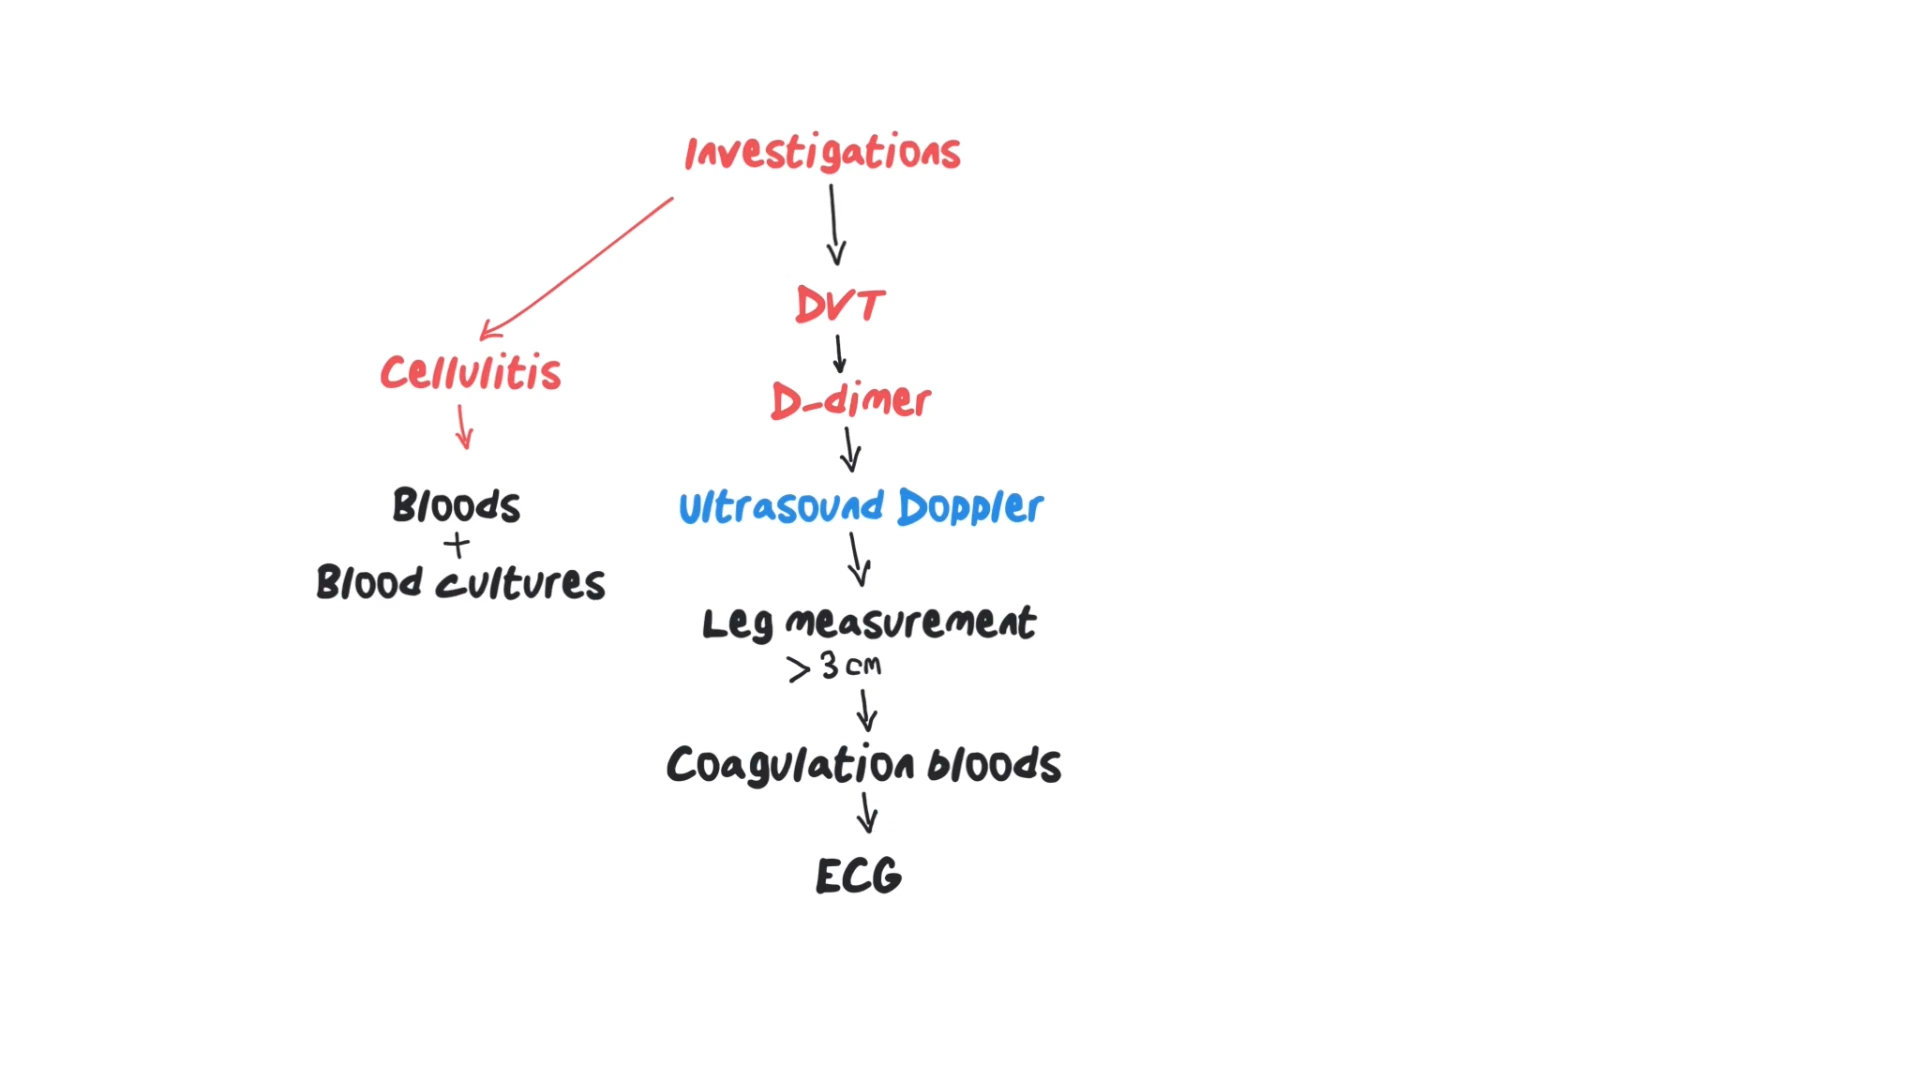 Investigations
Cellulitis
Bloods
+
Blood cultures
DVT
D-dimer
Ultrasound Doppler
Leg measurement
> 3 cm
Coagulation bloods
ECG